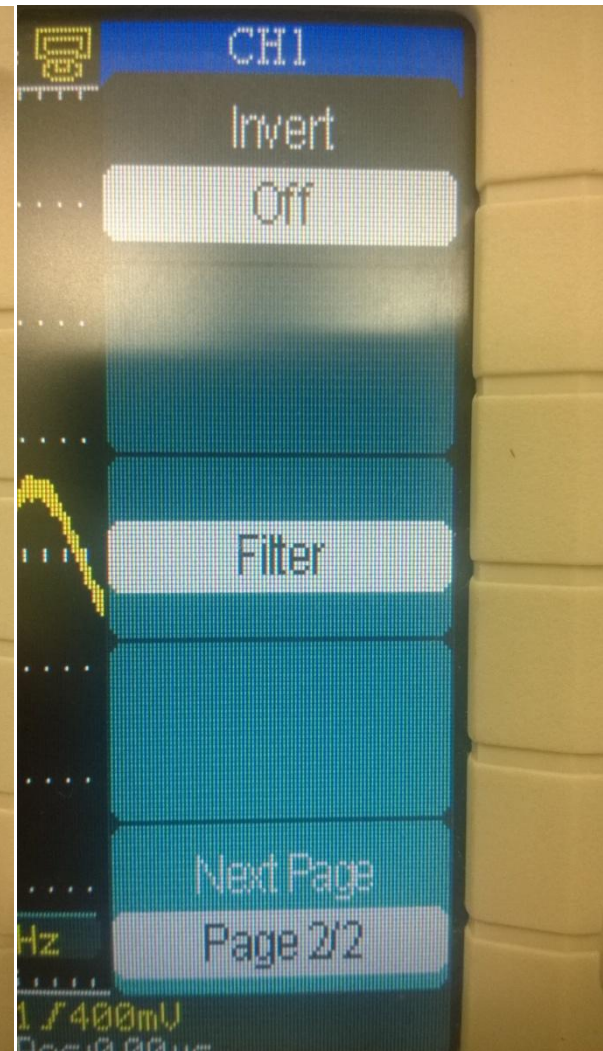 CH1
Invert
Off
Filter
Next Page
Page 2/2
Hz
1 400mV